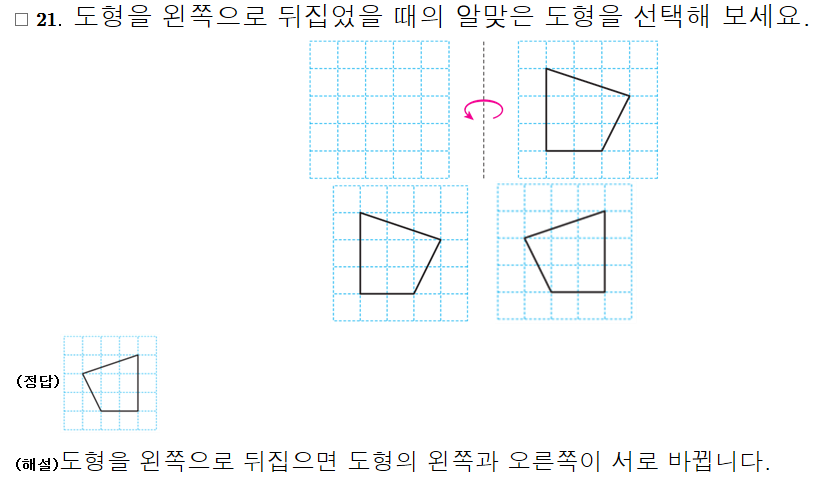 □ 21. 도형을 왼쪽으로 뒤집었을 때의 알맞은 도형을 선택해 보세요.
(정답)
(해설)도형을 왼쪽으로 뒤집으면 도형의 왼쪽과 오른쪽이 서로 바뀝니다.